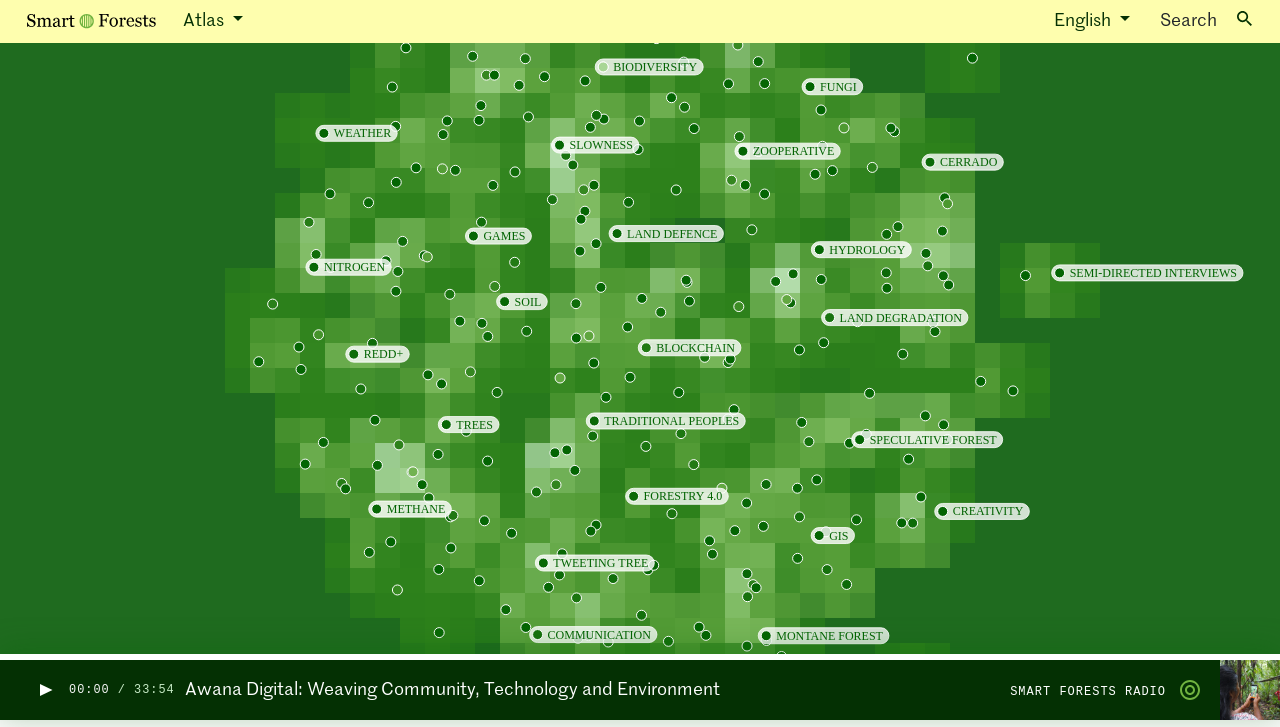 Smart Forests Atlas English Search
BIODIVERSITY
FUNGI
WEATHER
SLOWNESS
ZOOPERATIVE
CERRADO
GAMES
LAND DEFENCE
HYDROLOGY
NITROGEN
SEMI-DIRECTED INTERVIEWS
SOIL
LAND DEGRADATION
BLOCKCHAIN
REDD+
TRADITIONAL PEOPLES
TREES
SPECULATIVE FOREST
FORESTRY 4.0
METHANE
CREATIVITY
GIS
TWEETING TREE
COMMUNICATION
MONTANE FOREST
00:00 / 33:54 Awana Digital: Weaving Community, Technology and Environment SMART FORESTS RADIO